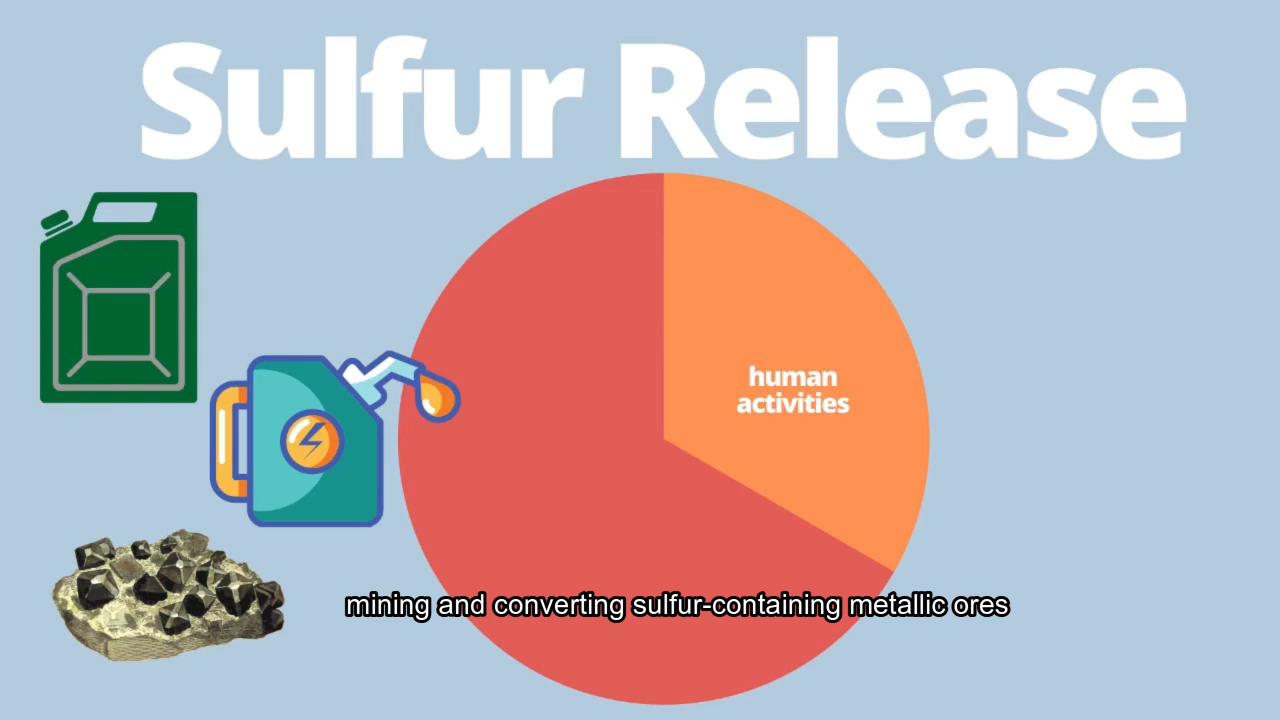 Sulfur Release
human
activities
mining and converting sulfur-containing metallic ores